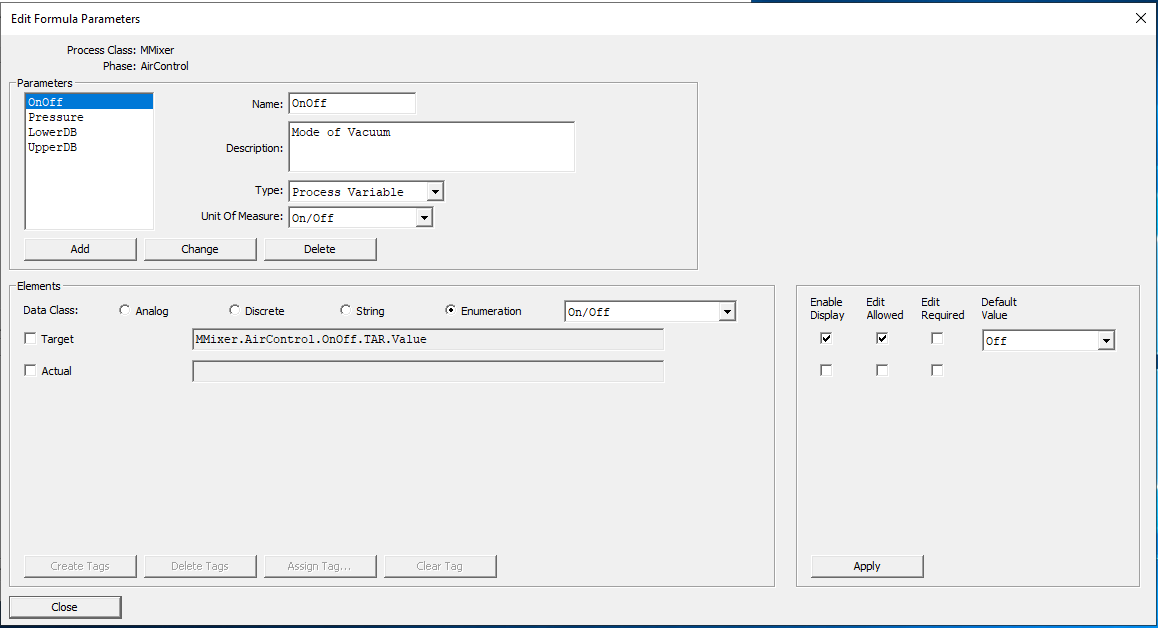 Edit Formula Parameters
Process Class: MMixer
Phase: AirControl
Parameters
OnOff
Pressure
LowerDB
UpperDB
Name: OnOff
Description: Mode of Vacuum
Type: Process Variable
Unit Of Measure: On/Off
Add Change Delete
Elements
Data Class: Analog Discrete String Enumeration On/Off
Target MMixer.AirControl.OnOff.TAR.Value
Actual
Enable Display Edit Allowed Edit Required Default Value
Off
Create Tags Delete Tags Assign Tag... Clear Tag
Apply
Close